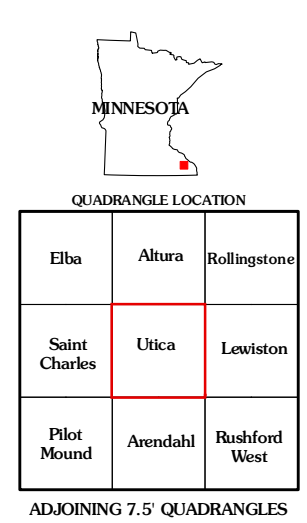 MINNESOTA
QUADRANGLE LOCATION
Elba Altura Rollingstone
Saint Charles Utica Lewiston
Pilot Mound Arendahl Rushford West
ADJOINING 7.5' QUADRANGLES